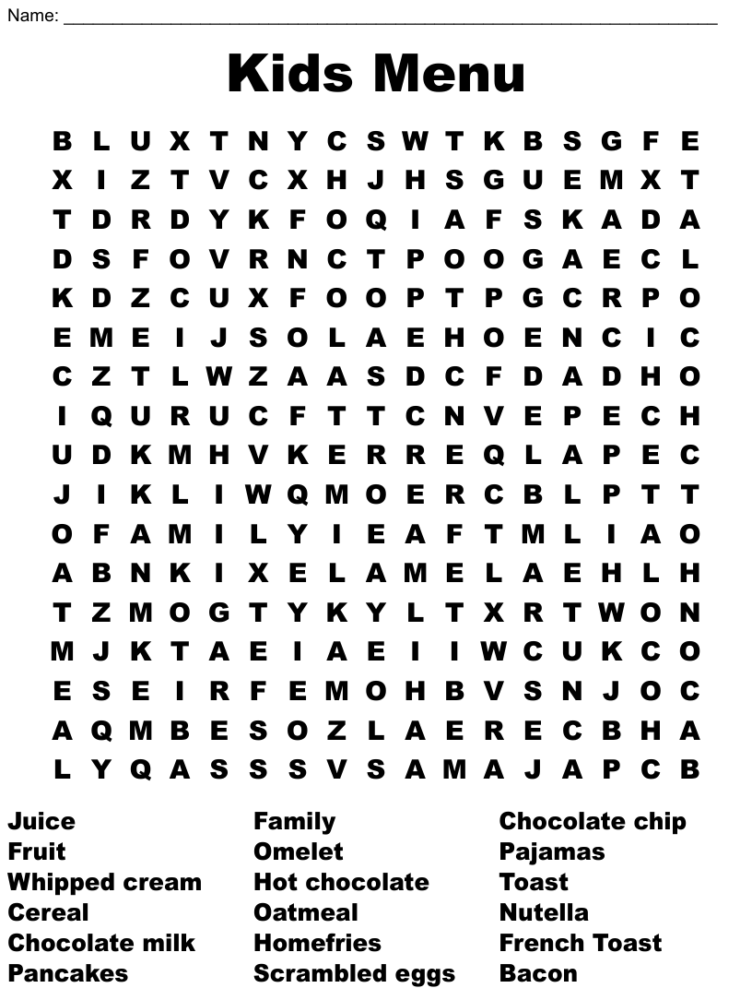 Name: ______________________________________________________________________
Kids Menu
B L U X T N Y C S W T K B S G F E
X I Z T V C X H J H S G U E M X T
T D R D Y K F O Q I A F S K A D A
D S F O V R N C T P O O G A E C L
K D Z C U X F O O P T P G C R P O
E M E I J S O L A E H O E N C I C
C Z T L W Z A A S D C F D A D H O
I Q U R U C F T T C N V E P E C H
U D K M H V K E R R E Q L A P E C
J I K L I W Q M O E R C B L P T T
O F A M I L Y I E A F T M L I A O
A B N K I X E L A M E L A E H L H
T Z M O G T Y K Y L T X R T W O N
M J K T A E I A E I I W C U K C O
E S E I R F E M O H B V S N J O C
A Q M B E S O Z L A E R E C B H A
L Y Q A S S S V S A M A J A P C B
Juice Family Chocolate chip
Fruit Omelet Pajamas
Whipped cream Hot chocolate Toast
Cereal Oatmeal Nutella
Chocolate milk Homefries French Toast
Pancakes Scrambled eggs Bacon